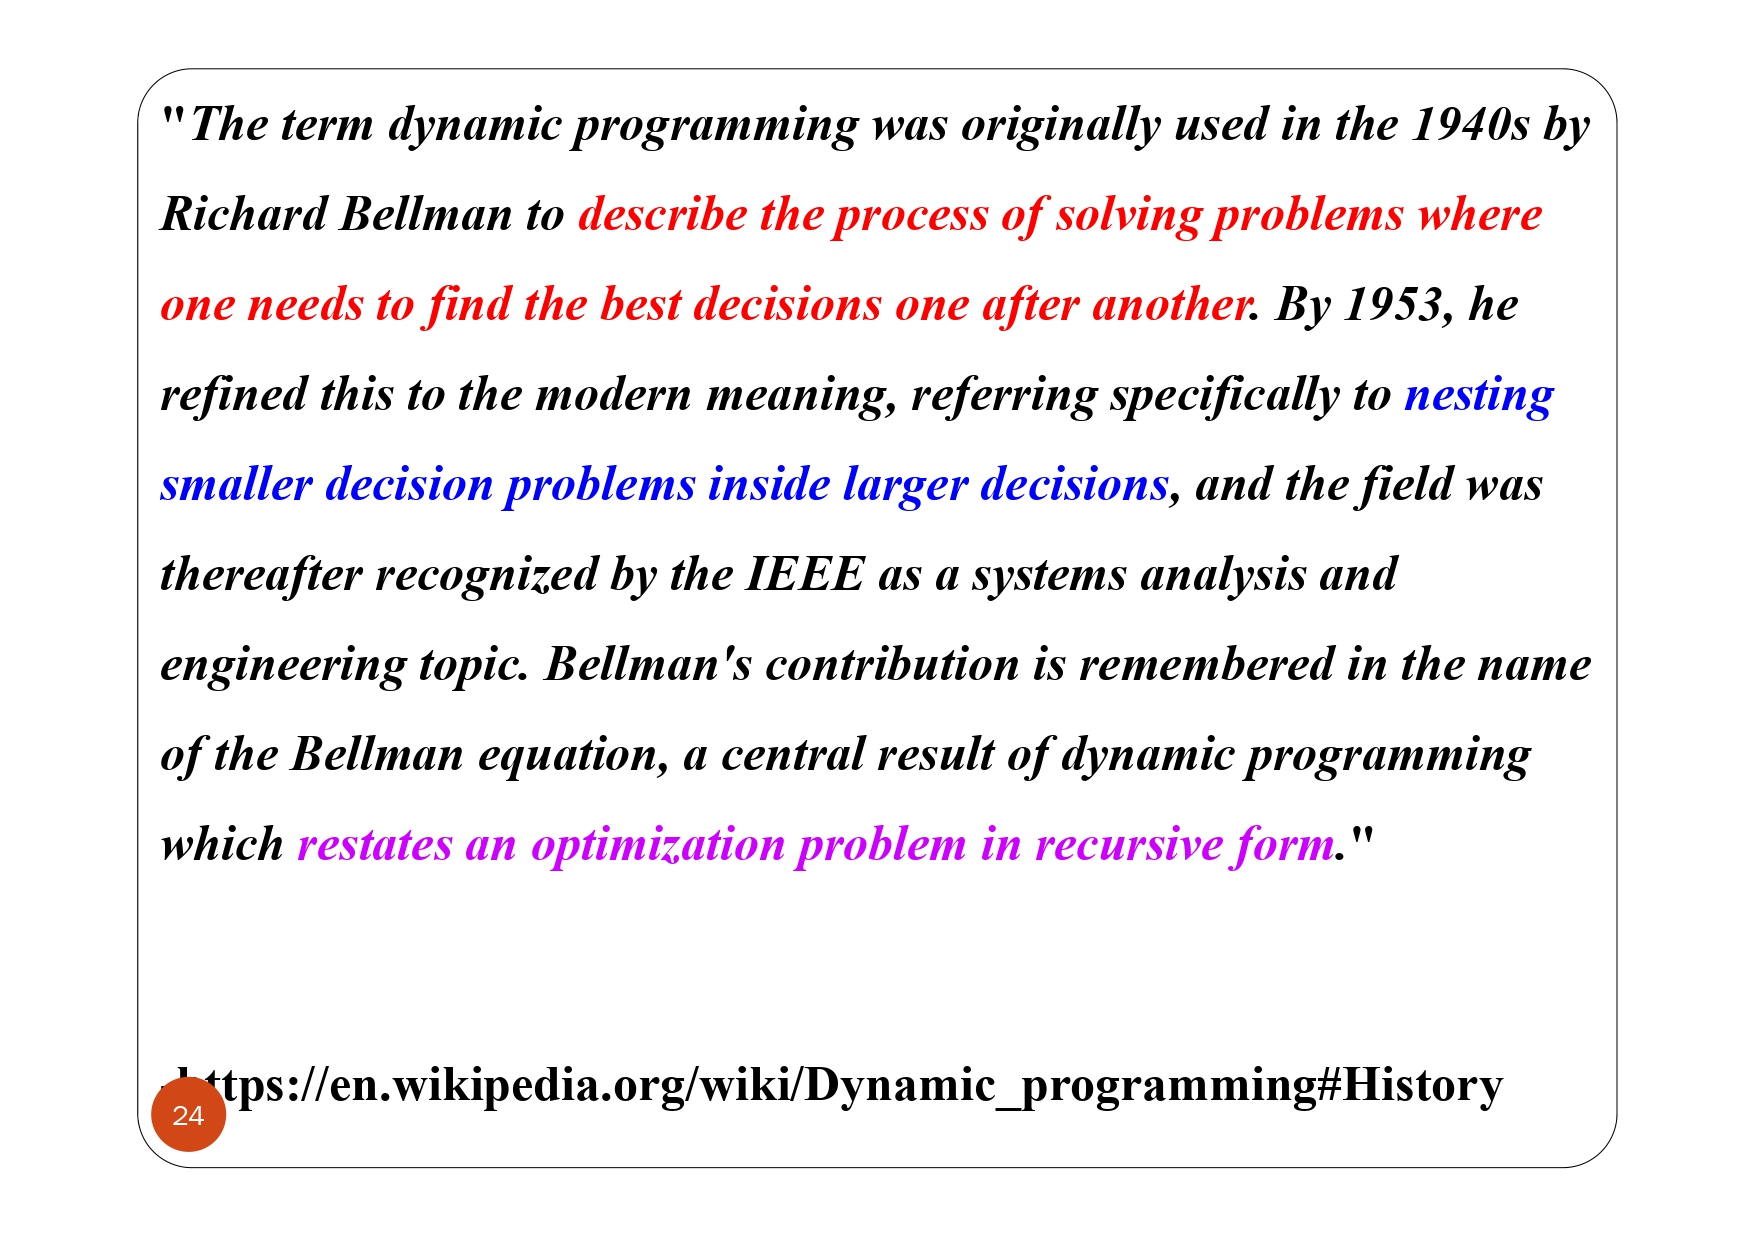 "The term dynamic programming was originally used in the 1940s by
Richard Bellman to describe the process of solving problems where
one needs to find the best decisions one after another. By 1953, he
refined this to the modern meaning, referring specifically to nesting
smaller decision problems inside larger decisions, and the field was
thereafter recognized by the IEEE as a systems analysis and
engineering topic. Bellman's contribution is remembered in the name
of the Bellman equation, a central result of dynamic programming
which restates an optimization problem in recursive form."
-https://en.wikipedia.org/wiki/Dynamic_programming#History
24